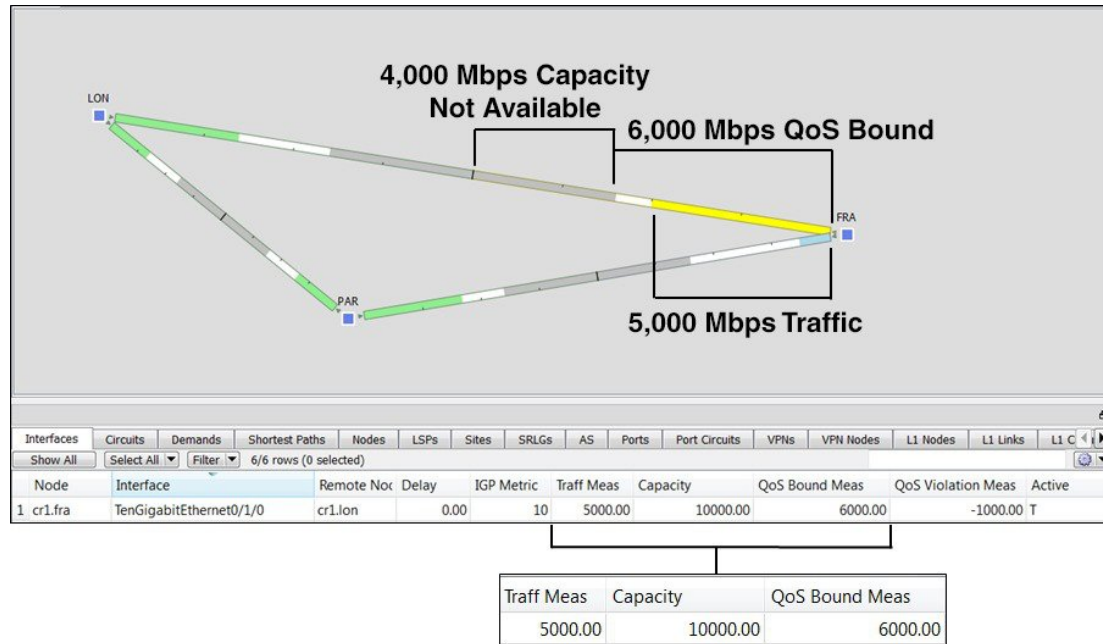 4,000 Mbps Capacity
Not Available
LON
6,000 Mbps QoS Bound
FRA
PAR
5,000 Mbps Traffic
Interfaces Circuits Demands Shortest Paths Nodes LSPs Sites SRLGs AS Ports Port Circuits VPNs VPN Nodes L1 Nodes L1 Links L1 C
Show All Select All Filter 6/6 rows (0 selected)
Node Interface Remote Noc Delay IGP Metric Traff Meas Capacity QoS Bound Meas QoS Violation Meas Active
1 cr1.fra TenGigabitEthernet0/1/0 cr1.lon 0.00 10 5000.00 10000.00 6000.00 -1000.00 T
Traff Meas Capacity QoS Bound Meas
5000.00 10000.00 6000.00